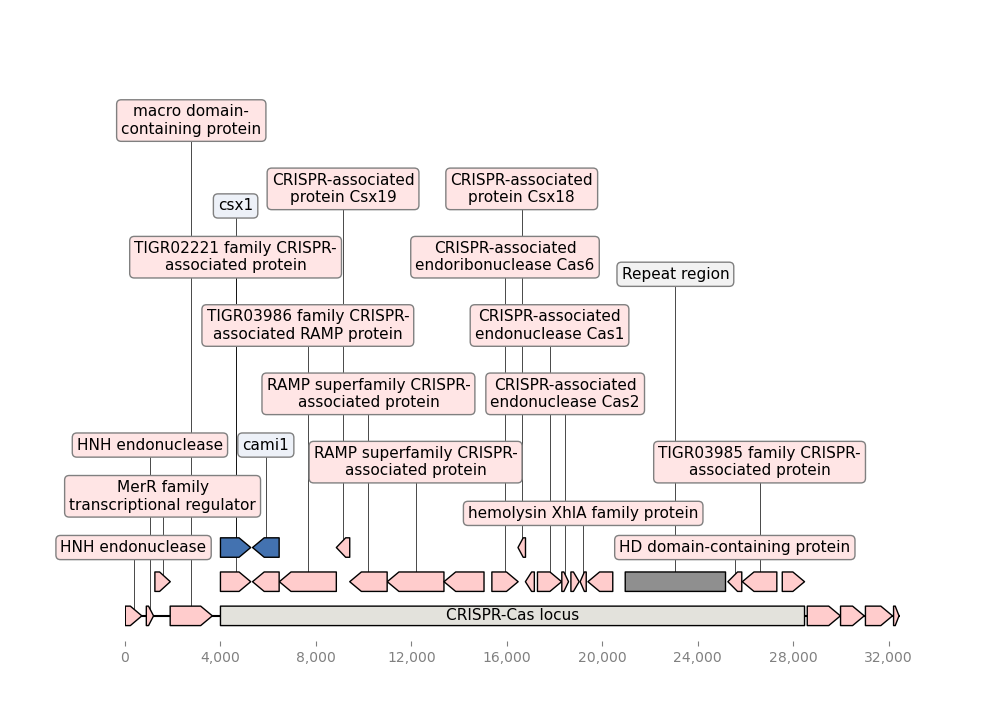 macro domain-
containing protein
CRISPR-associated
protein Csx19
CRISPR-associated
protein Csx18
csx1
TIGR02221 family CRISPR-
associated protein
CRISPR-associated
endoribonuclease Cas6
Repeat region
TIGR03986 family CRISPR-
associated RAMP protein
CRISPR-associated
endonuclease Cas1
RAMP superfamily CRISPR-
associated protein
CRISPR-associated
endonuclease Cas2
HNH endonuclease
cami1
RAMP superfamily CRISPR-
associated protein
TIGR03985 family CRISPR-
associated protein
MerR family
transcriptional regulator
hemolysin XhlA family protein
HNH endonuclease
HD domain-containing protein
CRISPR-Cas locus
0
4,000
8,000
12,000
16,000
20,000
24,000
28,000
32,000